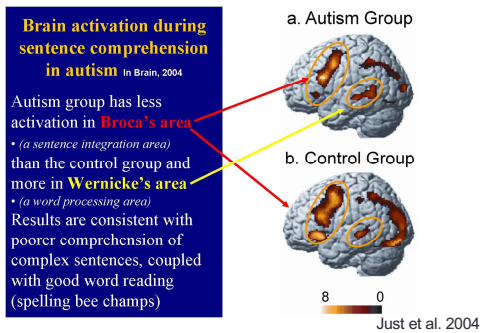 Brain activation during
sentence comprehension
in autism In Brain, 2004
Autism group has less
activation in Broca's area
• (a sentence integration area)
than the control group and
more in Wernicke's area
• (a word processing area)
Results are consistent with
poorer comprehension of
complex sentences, coupled
with good word reading
(spelling bee champs)
a. Autism Group
b. Control Group
8 0
Just et al. 2004